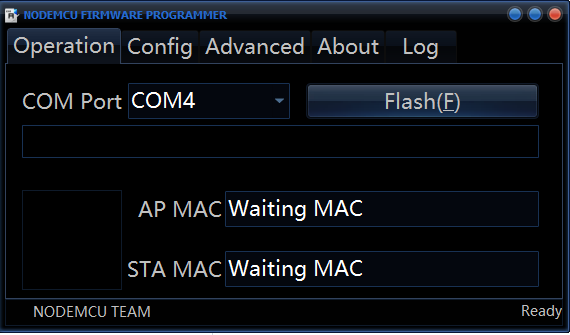 NODEMCU FIRMWARE PROGRAMMER
Operation Config Advanced About Log
COM Port COM4 Flash(F)
AP MAC Waiting MAC
STA MAC Waiting MAC
NODEMCU TEAM Ready